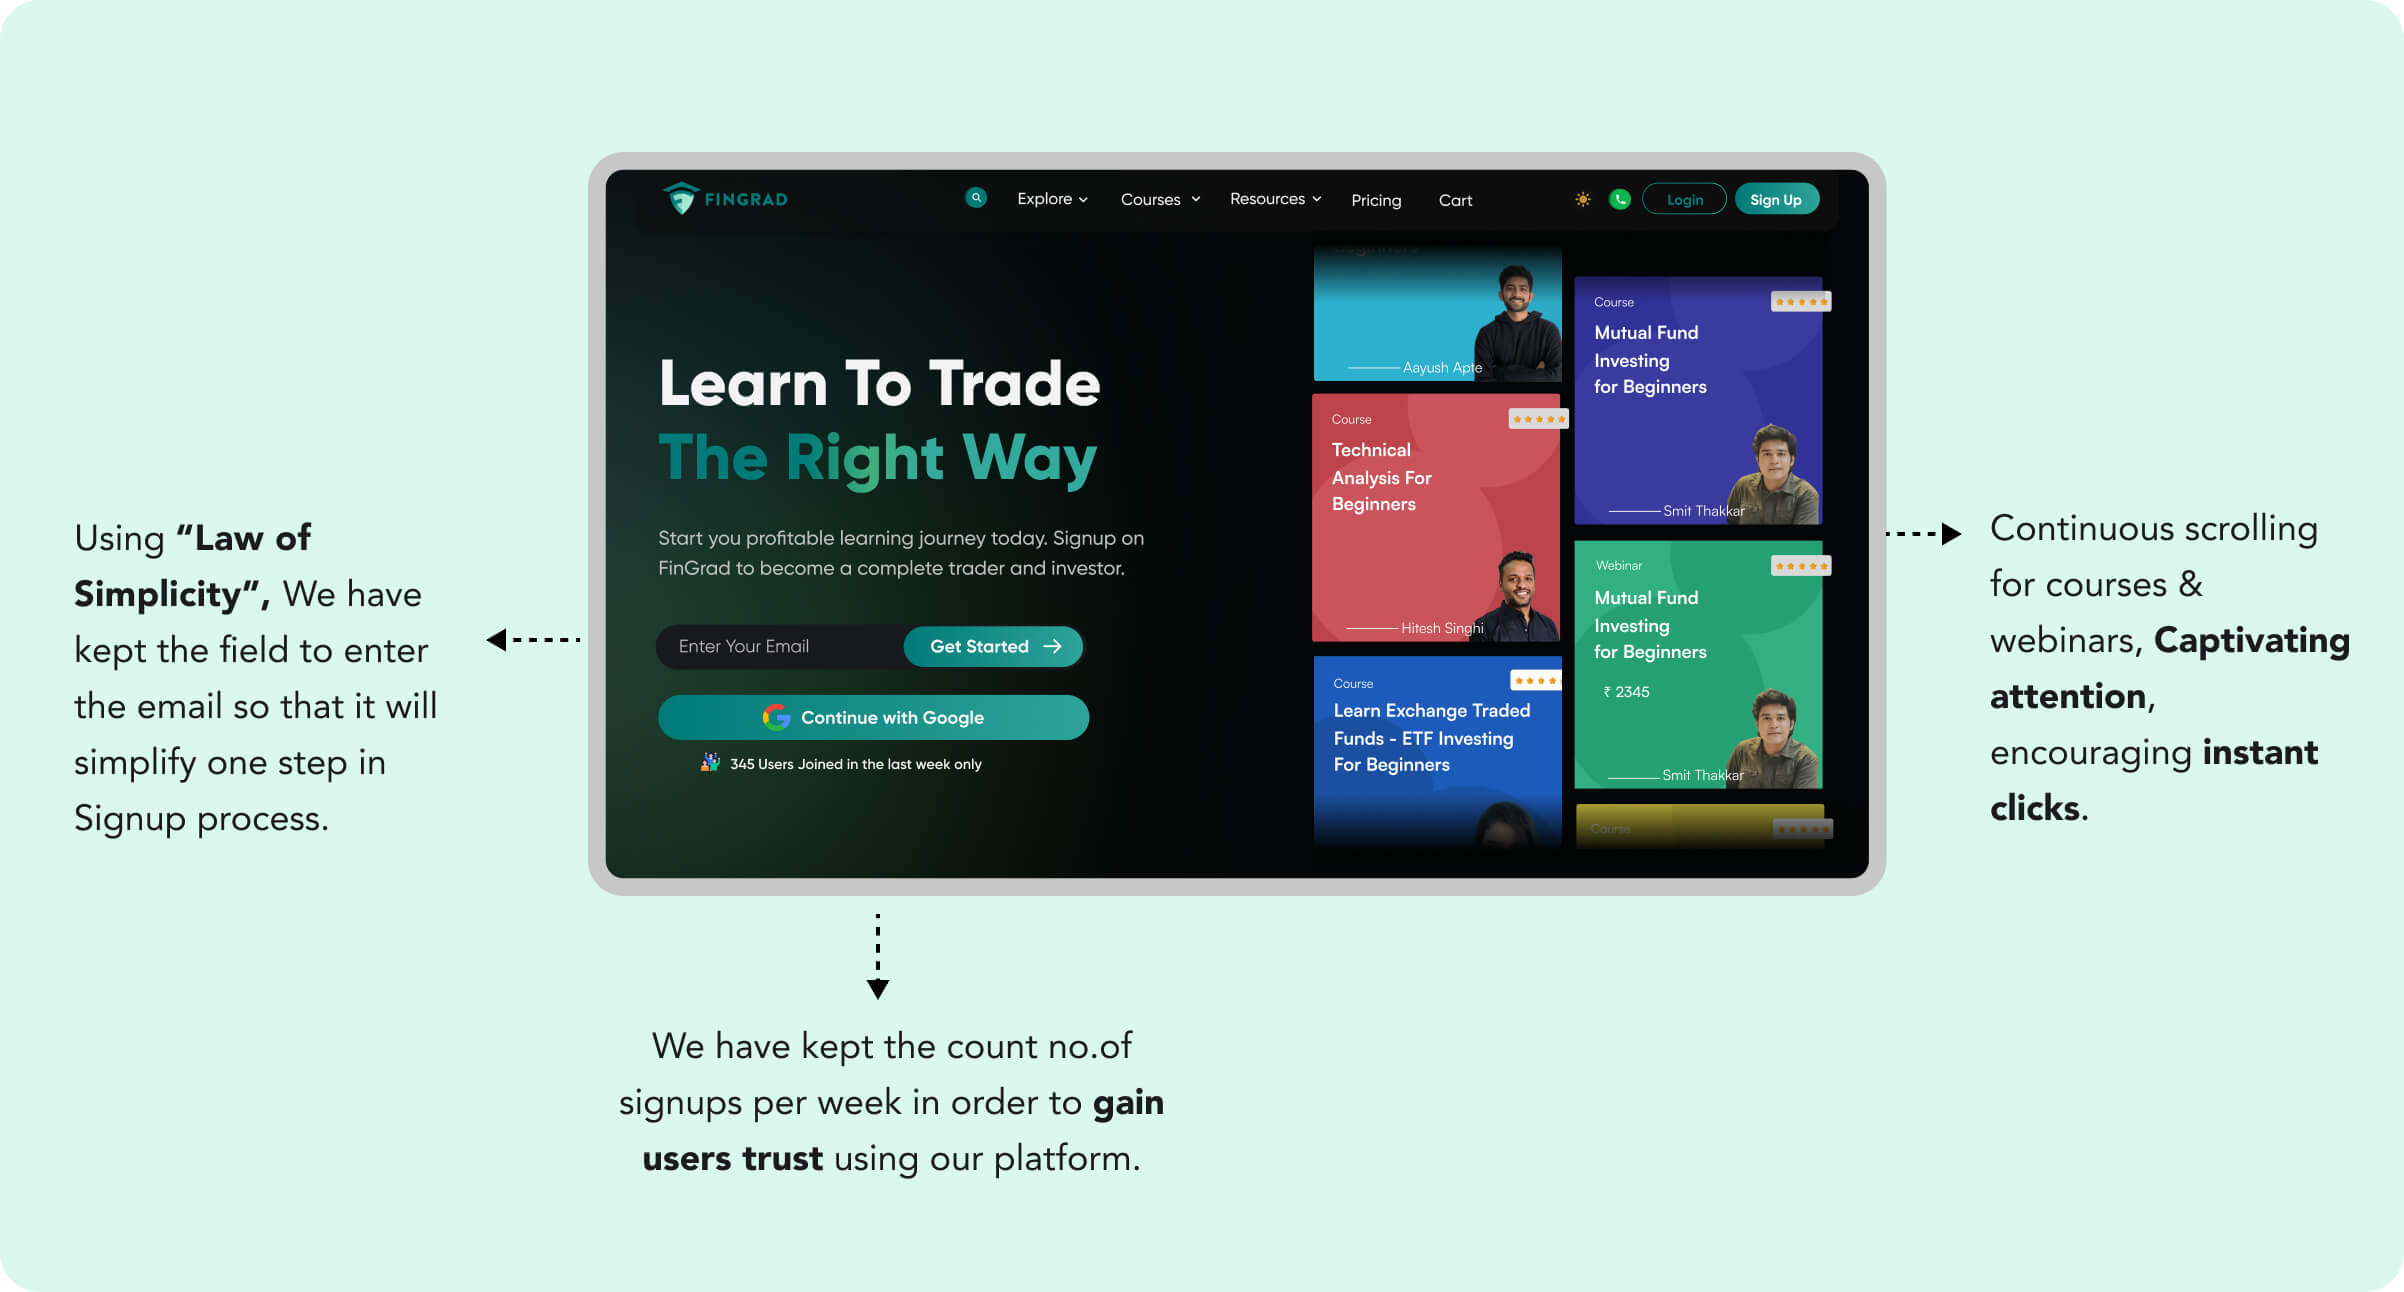 FINGRAD
Explore
Courses
Resources
Pricing
Cart
Login
Sign Up
Learn To Trade
The Right Way
Start you profitable learning journey today. Signup on
FinGrad to become a complete trader and investor.
Enter Your Email
Get Started
Continue with Google
345 Users Joined in the last week only
Beginners
Aayush Apte
Course
Technical
Analysis For
Beginners
Hitesh Singhi
Course
Learn Exchange Traded
Funds - ETF Investing
For Beginners
Course
Mutual Fund
Investing
for Beginners
Smit Thakkar
Webinar
Mutual Fund
Investing
for Beginners
₹ 2345
Smit Thakkar
Course
Using “Law of
Simplicity”, We have
kept the field to enter
the email so that it will
simplify one step in
Signup process.
We have kept the count no.of
signups per week in order to gain
users trust using our platform.
Continuous scrolling
for courses &
webinars, Captivating
attention,
encouraging instant
clicks.